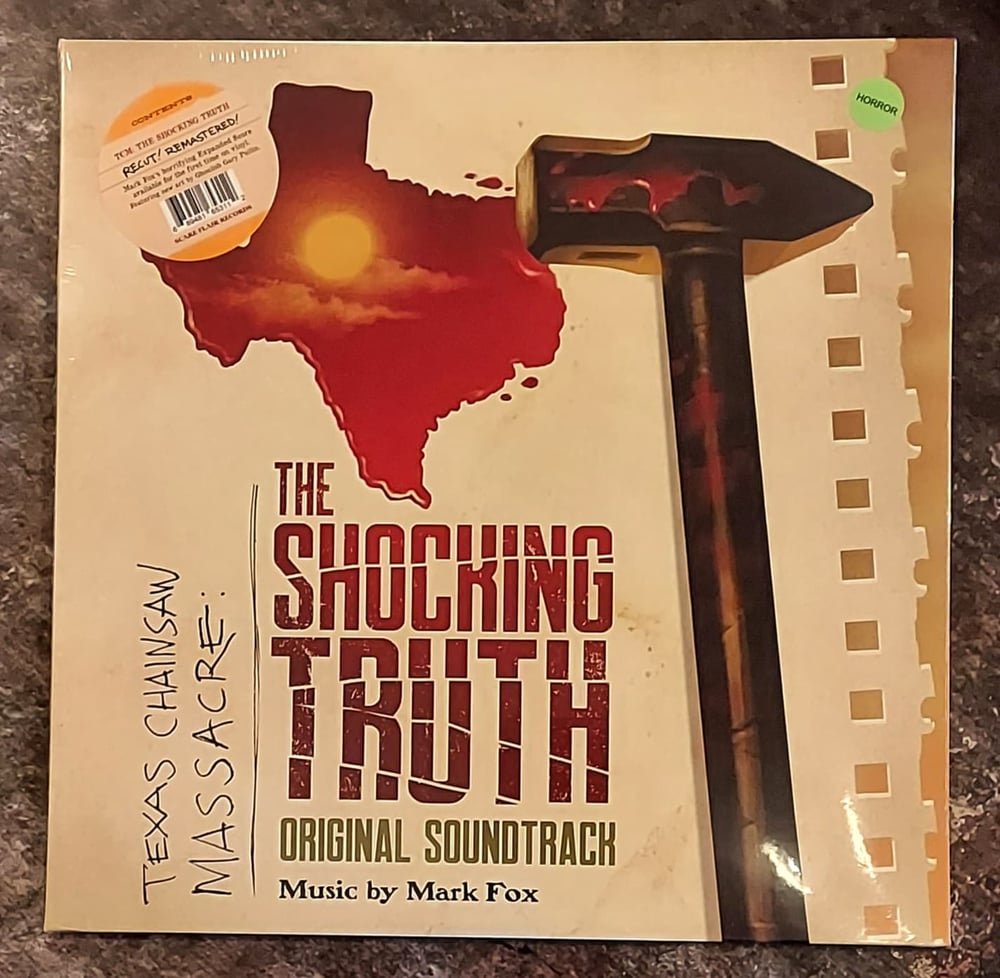 CONTENTS
TCM: THE SHOCKING TRUTH
RECUT! REMASTERED!
Mark Fox's horrifying Expanded Score
available for the first time on vinyl.
Featuring new art by Ghoulish Gary Pullin.
SCARE FLAIR RECORDS
HORROR
TEXAS CHAINSAW
MASSACRE:
THE
SHOCKING
TRUTH
ORIGINAL SOUNDTRACK
Music by Mark Fox